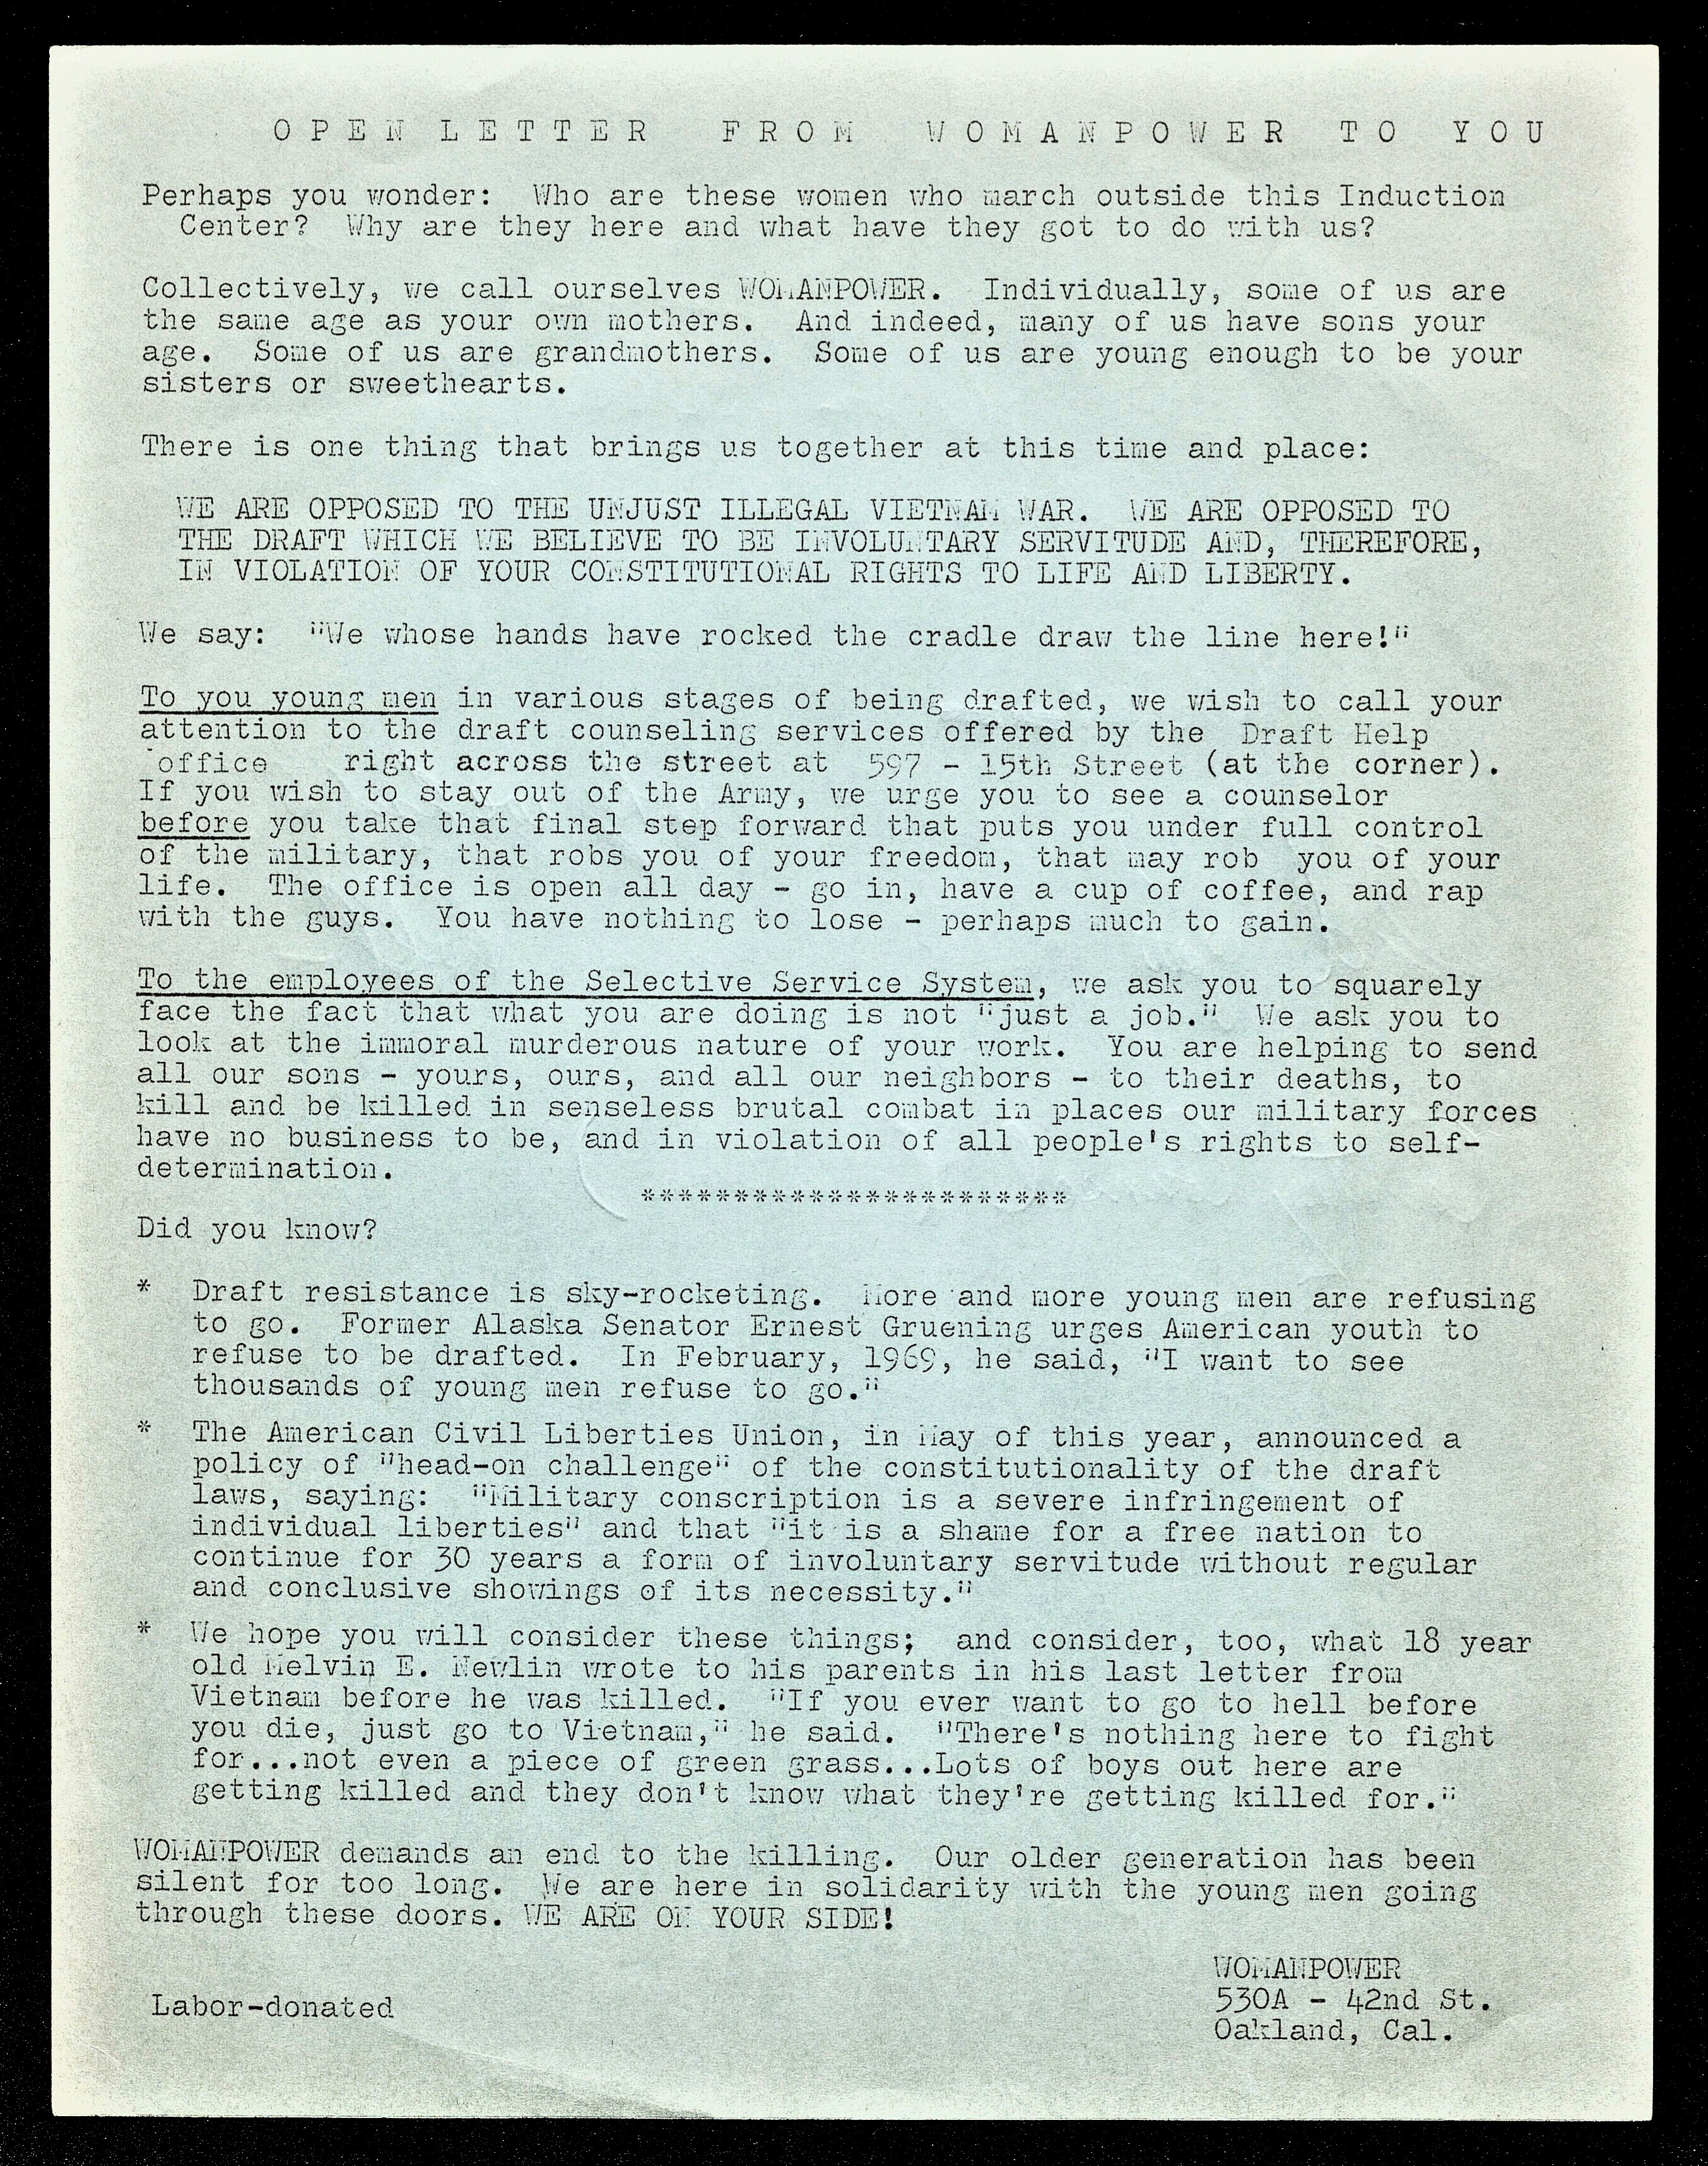 OPEN LETTER FROM WOMANPOWER TO YOU
Perhaps you wonder: Who are these women who march outside this Induction
Center? Why are they here and what have they got to do with us?
Collectively, we call ourselves WOMANPOWER. Individually, some of us are
the same age as your own mothers. And indeed, many of us have sons your
age. Some of us are grandmothers. Some of us are young enough to be your
sisters or sweethearts.
There is one thing that brings us together at this time and place:
WE ARE OPPOSED TO THE UNJUST ILLEGAL VIETNAM WAR. WE ARE OPPOSED TO
THE DRAFT WHICH WE BELIEVE TO BE INVOLUNTARY SERVITUDE AND, THEREFORE,
IN VIOLATION OF YOUR CONSTITUTIONAL RIGHTS TO LIFE AND LIBERTY.
We say: "We whose hands have rocked the cradle draw the line here!"
To you young men in various stages of being drafted, we wish to call your
attention to the draft counseling services offered by the Draft Help
office right across the street at 597 - 15th Street (at the corner).
If you wish to stay out of the Army, we urge you to see a counselor
before you take that final step forward that puts you under full control
of the military, that robs you of your freedom, that may rob you of your
life. The office is open all day - go in, have a cup of coffee, and rap
with the guys. You have nothing to lose - perhaps much to gain.
To the employees of the Selective Service System, we ask you to squarely
face the fact that what you are doing is not "just a job." We ask you to
look at the immoral murderous nature of your work. You are helping to send
all our sons - yours, ours, and all our neighbors - to their deaths, to
kill and be killed in senseless brutal combat in places our military forces
have no business to be, and in violation of all people's rights to self-
determination.
***********************
Did you know?
* Draft resistance is sky-rocketing. More and more young men are refusing
to go. Former Alaska Senator Ernest Gruening urges American youth to
refuse to be drafted. In February, 1969, he said, "I want to see
thousands of young men refuse to go."
* The American Civil Liberties Union, in May of this year, announced a
policy of "head-on challenge" of the constitutionality of the draft
laws, saying: "Military conscription is a severe infringement of
individual liberties" and that "it is a shame for a free nation to
continue for 30 years a form of involuntary servitude without regular
and conclusive showings of its necessity."
* We hope you will consider these things; and consider, too, what 18 year
old Melvin E. Newlin wrote to his parents in his last letter from
Vietnam before he was killed. "If you ever want to go to hell before
you die, just go to Vietnam," he said. "There's nothing here to fight
for...not even a piece of green grass...Lots of boys out here are
getting killed and they don't know what they're getting killed for."
WOMANPOWER demands an end to the killing. Our older generation has been
silent for too long. We are here in solidarity with the young men going
through these doors. WE ARE ON YOUR SIDE!
WOMANPOWER
530A - 42nd St.
Labor-donated
Oakland, Cal.